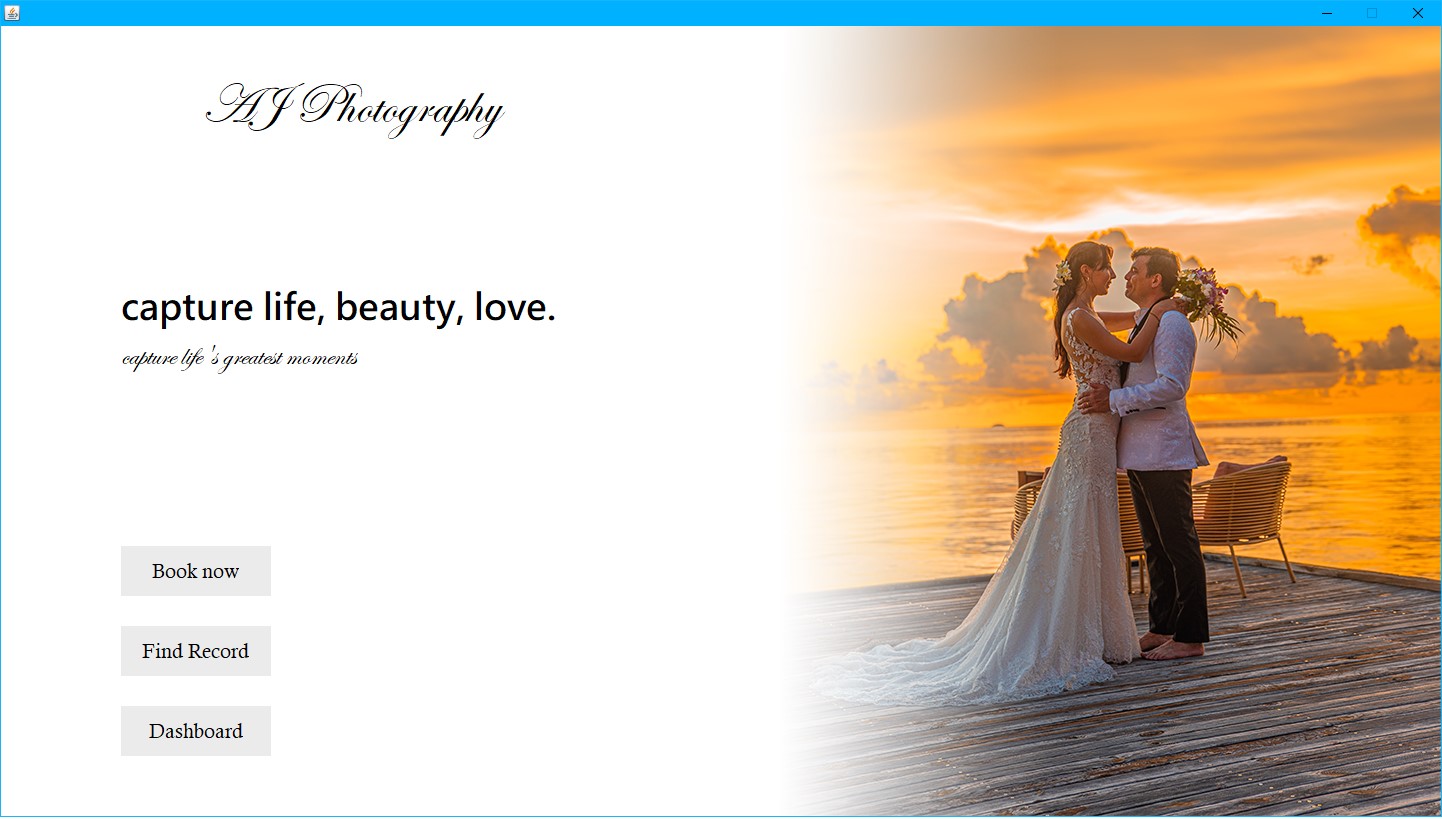 AJ Photography
capture life, beauty, love.
capture life 's greatest moments
Book now
Find Record
Dashboard